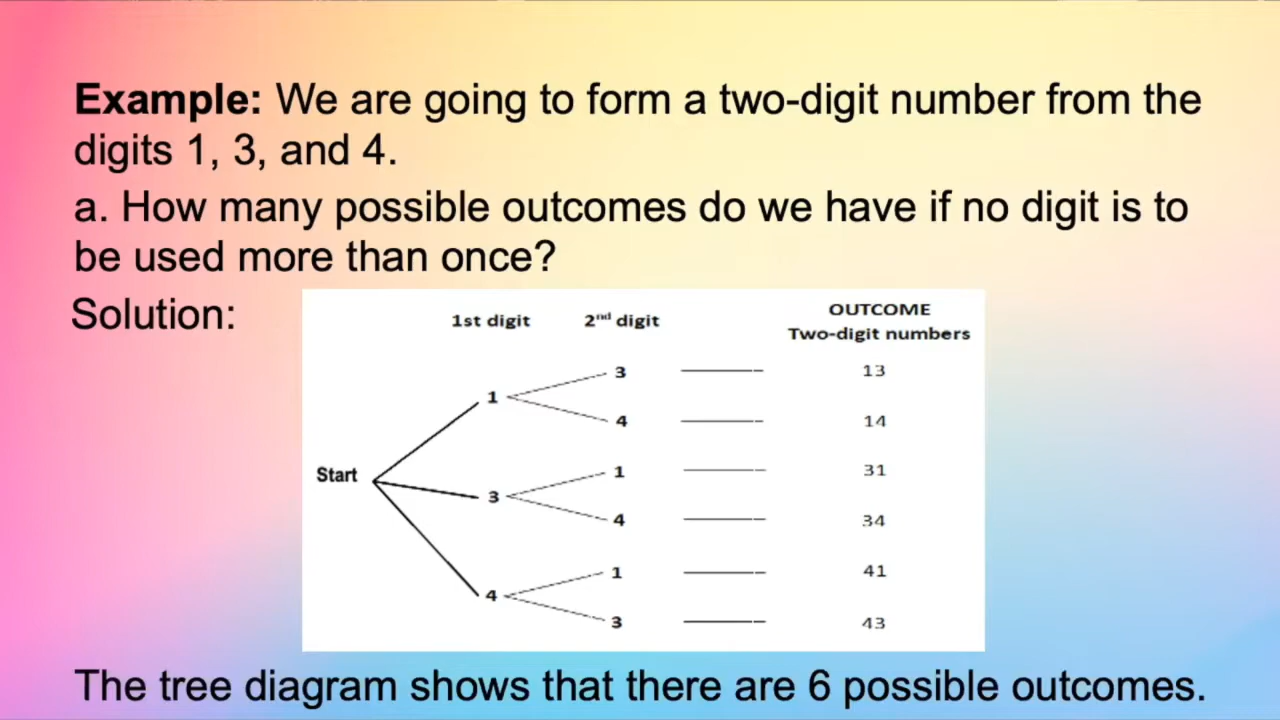 Example: We are going to form a two-digit number from the
digits 1, 3, and 4.
a. How many possible outcomes do we have if no digit is to
be used more than once?
Solution:
1st digit 2nd digit OUTCOME
Two-digit numbers
3 13
1
4 14
1 31
Start
3
4 34
1 41
4
3 43
The tree diagram shows that there are 6 possible outcomes.